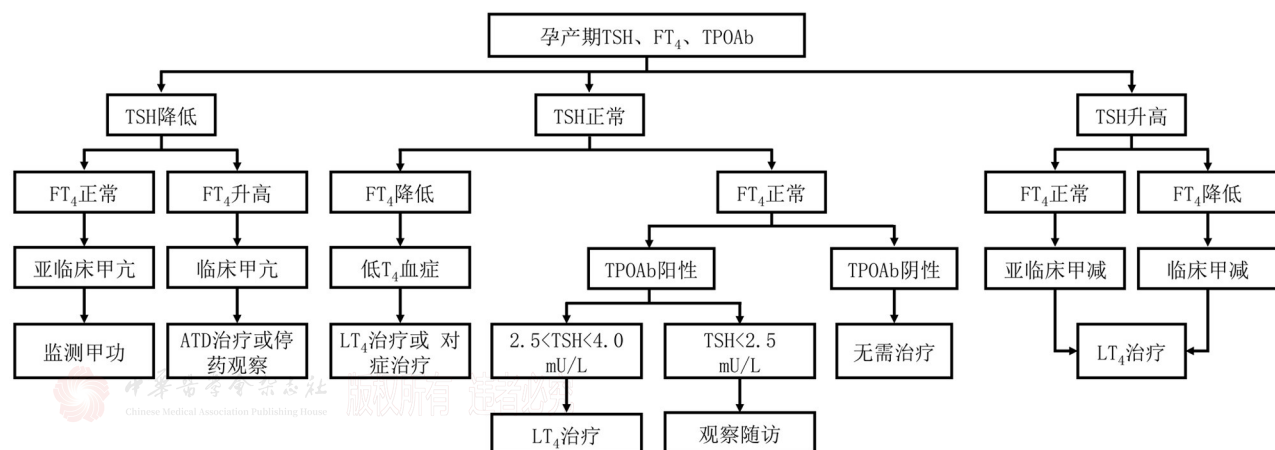 孕产期TSH、FT₄、TPOAb
TSH降低
TSH正常
TSH升高
FT₄正常
FT₄升高
FT₄降低
FT₄正常
FT₄正常
FT₄降低
亚临床甲亢
临床甲亢
低T₄血症
TPOAb阳性
TPOAb阴性
亚临床甲减
临床甲减
监测甲功
ATD治疗或停
药观察
LT₄治疗或 对
症治疗
2.5<TSH<4.0
mU/L
TSH<2.5
mU/L
无需治疗
LT₄治疗
中华医学会杂志社
Chinese Medical Association Publishing House
版权所有 违者必究
LT₄治疗
观察随访